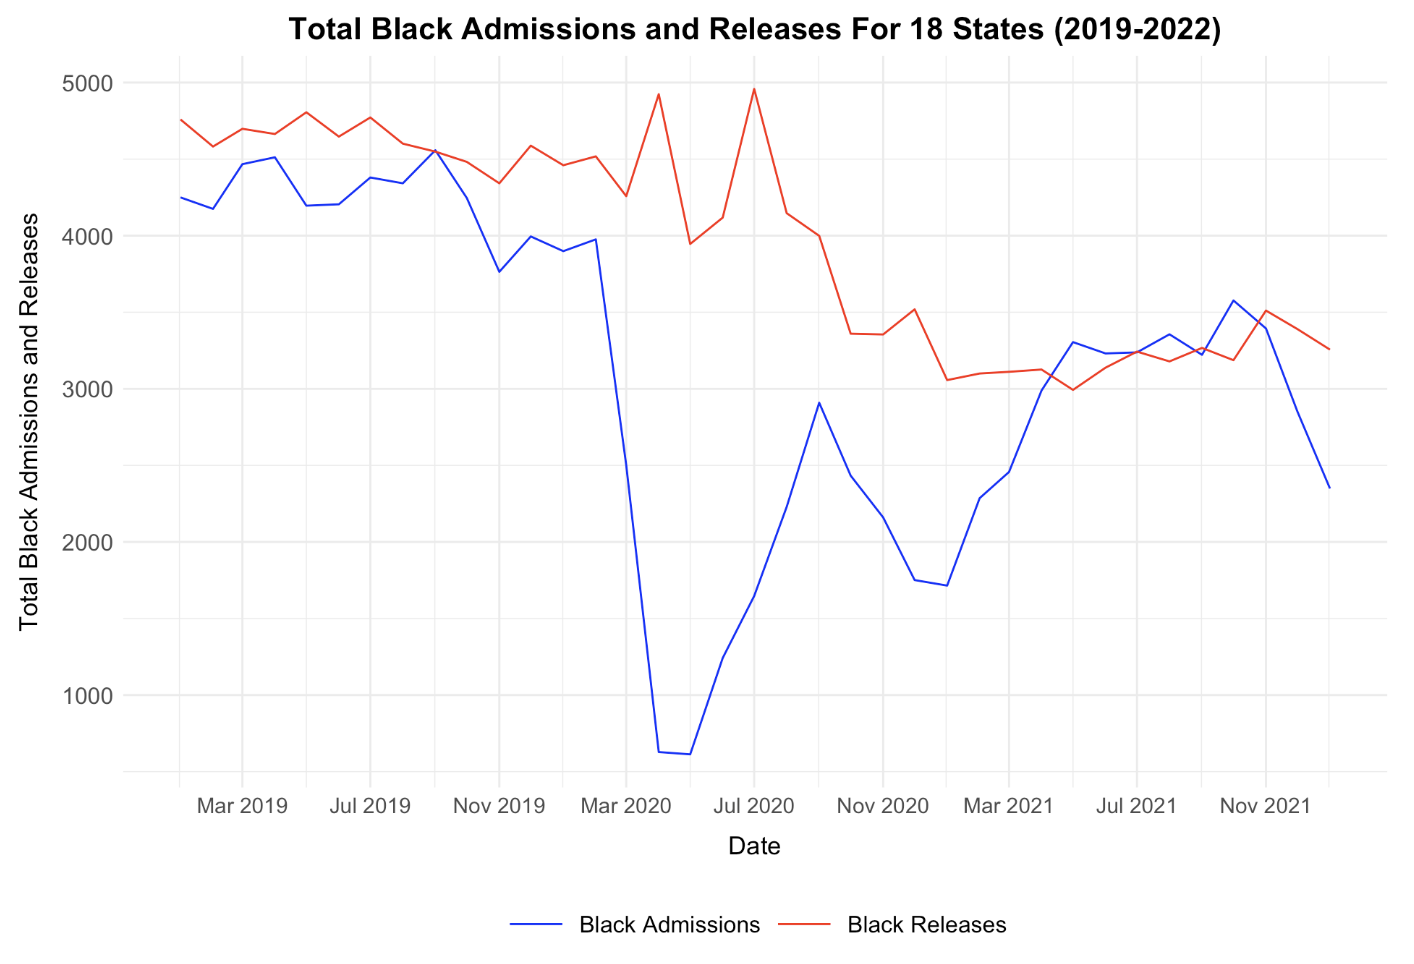 Total Black Admissions and Releases For 18 States (2019-2022)
Total Black Admissions and Releases
5000
4000
3000
2000
1000
Mar 2019 Jul 2019 Nov 2019 Mar 2020 Jul 2020 Nov 2020 Mar 2021 Jul 2021 Nov 2021
Date
Black Admissions Black Releases